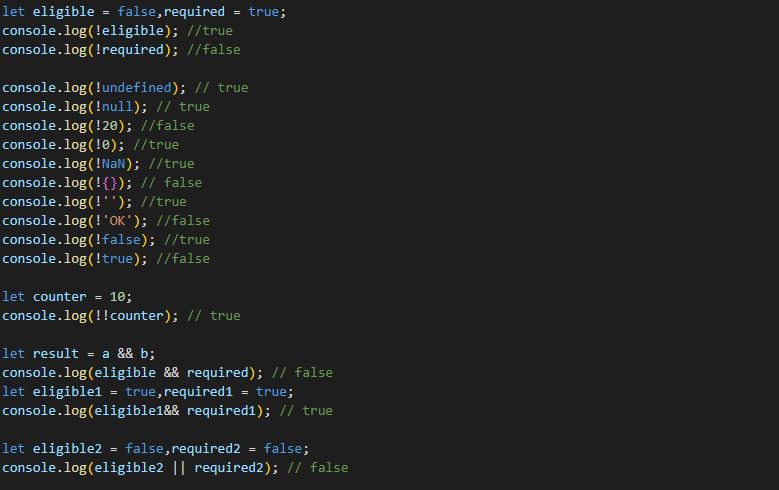 let eligible = false,required = true;
console.log(!eligible); //true
console.log(!required); //false
console.log(!undefined); // true
console.log(!null); // true
console.log(!20); //false
console.log(!0); //true
console.log(!NaN); //true
console.log(!{}); // false
console.log(!''); //true
console.log(!'OK'); //false
console.log(!false); //true
console.log(!true); //false
let counter = 10;
console.log(!!counter); // true
let result = a && b;
console.log(eligible && required); // false
let eligible1 = true,required1 = true;
console.log(eligible1&& required1); // true
let eligible2 = false,required2 = false;
console.log(eligible2 || required2); // false